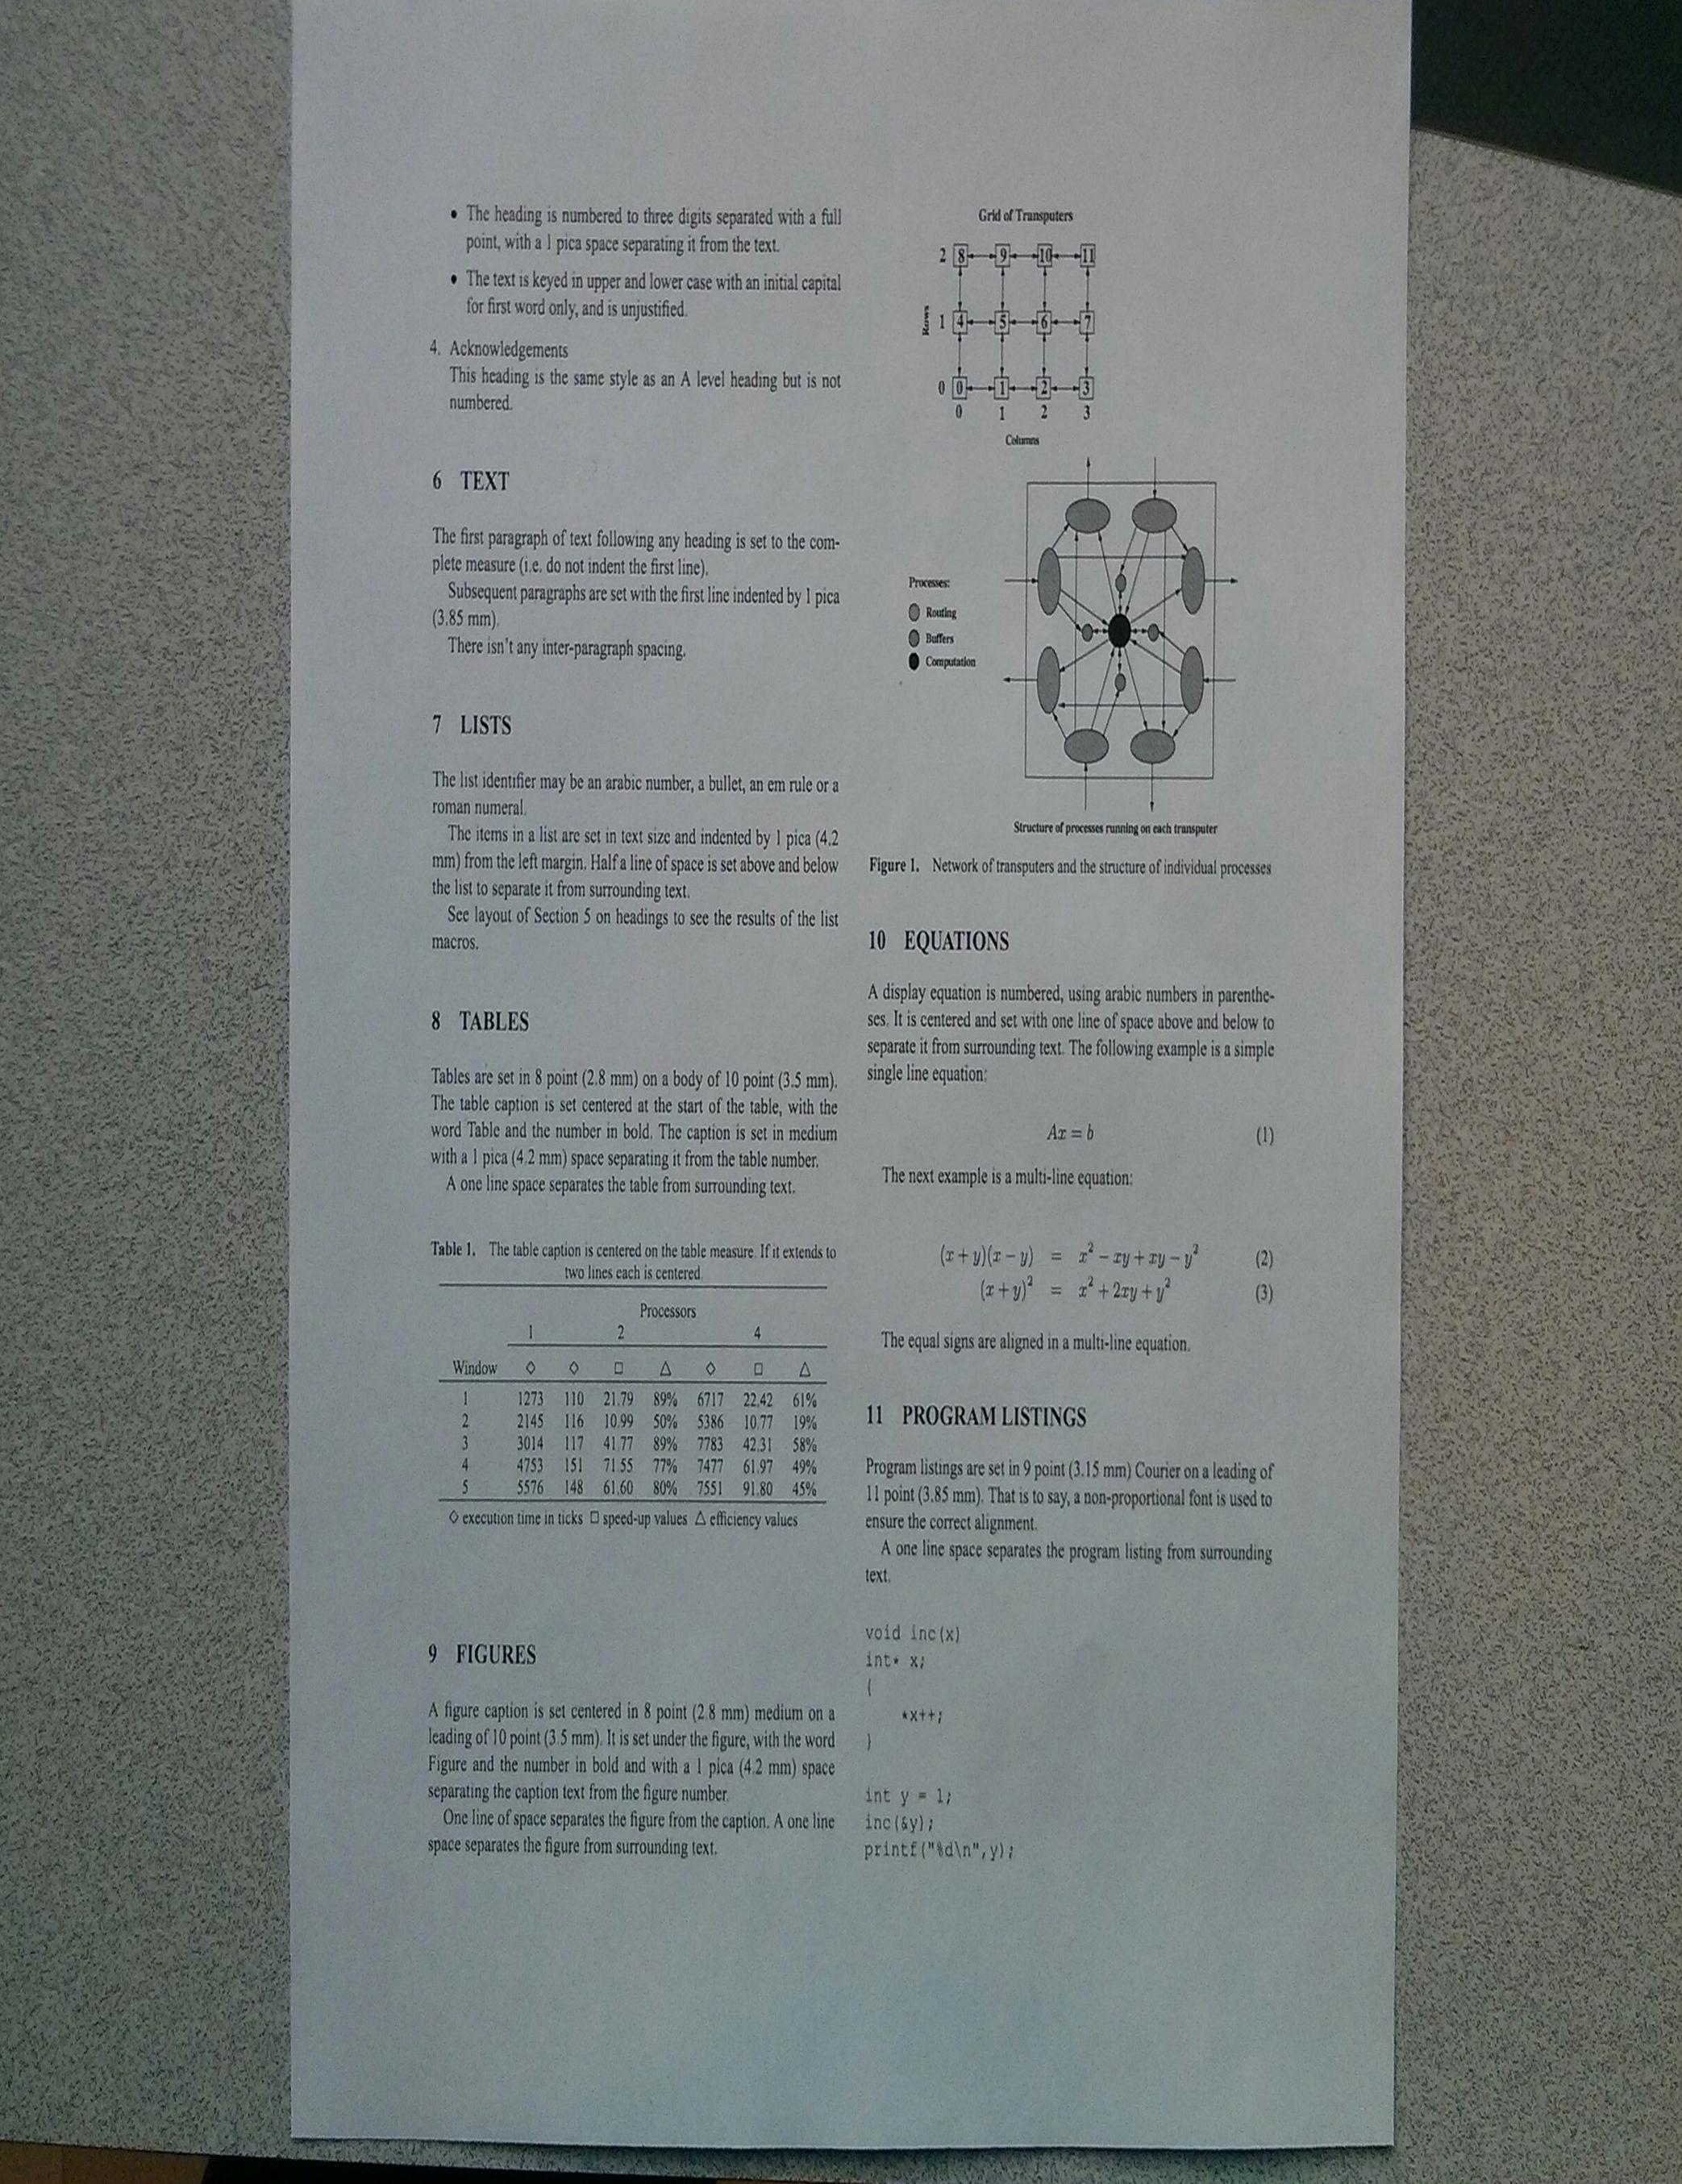 • The heading is numbered to three digits separated with a full
point, with a 1 pica space separating it from the text.
• The text is keyed in upper and lower case with an initial capital
for first word only, and is unjustified.
4. Acknowledgements
This heading is the same style as an A level heading but is not
numbered.
6 TEXT
The first paragraph of text following any heading is set to the com-
plete measure (i.e. do not indent the first line).
Subsequent paragraphs are set with the first line indented by 1 pica
(3.85 mm).
There isn't any inter-paragraph spacing.
7 LISTS
The list identifier may be an arabic number, a bullet, an em rule or a
roman numeral.
The items in a list are set in text size and indented by 1 pica (4.2
mm) from the left margin. Half a line of space is set above and below
the list to separate it from surrounding text.
See layout of Section 5 on headings to see the results of the list
macros.
8 TABLES
Tables are set in 8 point (2.8 mm) on a body of 10 point (3.5 mm).
The table caption is set centered at the start of the table, with the
word Table and the number in bold. The caption is set in medium
with a 1 pica (4.2 mm) space separating it from the table number.
A one line space separates the table from surrounding text.
Table 1. The table caption is centered on the table measure. If it extends to
two lines each is centered.
Processors
1 2 4
Window ◇ ◇ □ △ ◇ □ △
1 1273 110 21.79 89% 6717 22.42 61%
2 2145 116 10.99 50% 5386 10.77 19%
3 3014 117 41.77 89% 7783 42.31 58%
4 4753 151 71.55 77% 7477 61.97 49%
5 5576 148 61.60 80% 7551 91.80 45%
◇ execution time in ticks □ speed-up values △ efficiency values
9 FIGURES
A figure caption is set centered in 8 point (2.8 mm) medium on a
leading of 10 point (3.5 mm). It is set under the figure, with the word
Figure and the number in bold and with a 1 pica (4.2 mm) space
separating the caption text from the figure number.
One line of space separates the figure from the caption. A one line
space separates the figure from surrounding text.
Grid of Transputers
2 8 9 10 11
Rows
1 4 5 6 7
0 0 1 2 3
0 1 2 3
Columns
Processes:
Routing
Buffers
Computation
Structure of processes running on each transputer
Figure 1. Network of transputers and the structure of individual processes
10 EQUATIONS
A display equation is numbered, using arabic numbers in parenthe-
ses. It is centered and set with one line of space above and below to
separate it from surrounding text. The following example is a simple
single line equation:
Ax = b (1)
The next example is a multi-line equation:
(x + y)(x − y) = x² − xy + xy − y² (2)
(x + y)² = x² + 2xy + y² (3)
The equal signs are aligned in a multi-line equation.
11 PROGRAM LISTINGS
Program listings are set in 9 point (3.15 mm) Courier on a leading of
11 point (3.85 mm). That is to say, a non-proportional font is used to
ensure the correct alignment.
A one line space separates the program listing from surrounding
text.
void inc(x)
int* x;
{
*x++;
}
int y = 1;
inc(&y);
printf("%d\n",y);